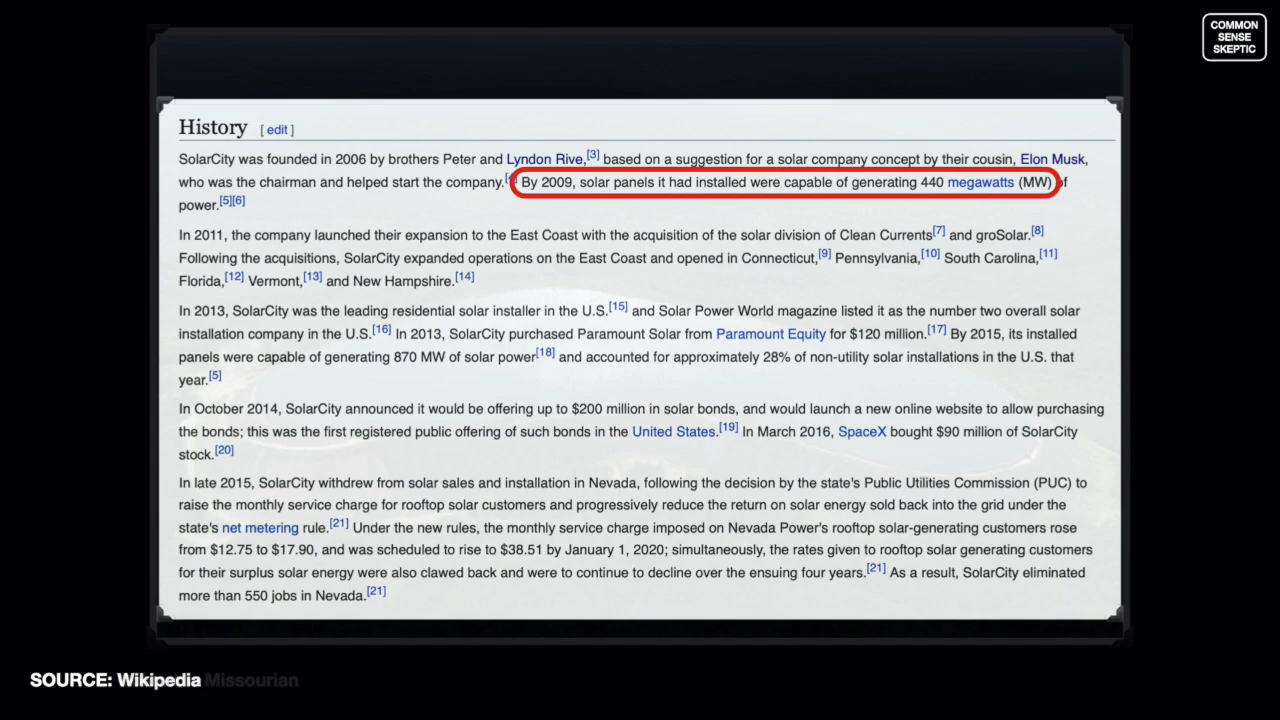 COMMON
SENSE
SKEPTIC
History [ edit ]
SolarCity was founded in 2006 by brothers Peter and Lyndon Rive,[3] based on a suggestion for a solar company concept by their cousin, Elon Musk,
who was the chairman and helped start the company.[4] By 2009, solar panels it had installed were capable of generating 440 megawatts (MW) of
power.[5][6]
In 2011, the company launched their expansion to the East Coast with the acquisition of the solar division of Clean Currents[7] and groSolar.[8]
Following the acquisitions, SolarCity expanded operations on the East Coast and opened in Connecticut,[9] Pennsylvania,[10] South Carolina,[11]
Florida,[12] Vermont,[13] and New Hampshire.[14]
In 2013, SolarCity was the leading residential solar installer in the U.S.[15] and Solar Power World magazine listed it as the number two overall solar
installation company in the U.S.[16] In 2013, SolarCity purchased Paramount Solar from Paramount Equity for $120 million.[17] By 2015, its installed
panels were capable of generating 870 MW of solar power[18] and accounted for approximately 28% of non-utility solar installations in the U.S. that
year.[5]
In October 2014, SolarCity announced it would be offering up to $200 million in solar bonds, and would launch a new online website to allow purchasing
the bonds; this was the first registered public offering of such bonds in the United States.[19] In March 2016, SpaceX bought $90 million of SolarCity
stock.[20]
In late 2015, SolarCity withdrew from solar sales and installation in Nevada, following the decision by the state's Public Utilities Commission (PUC) to
raise the monthly service charge for rooftop solar customers and progressively reduce the return on solar energy sold back into the grid under the
state's net metering rule.[21] Under the new rules, the monthly service charge imposed on Nevada Power's rooftop solar-generating customers rose
from $12.75 to $17.90, and was scheduled to rise to $38.51 by January 1, 2020; simultaneously, the rates given to rooftop solar generating customers
for their surplus solar energy were also clawed back and were to continue to decline over the ensuing four years.[21] As a result, SolarCity eliminated
more than 550 jobs in Nevada.[21]
SOURCE: Wikipedia Missourian